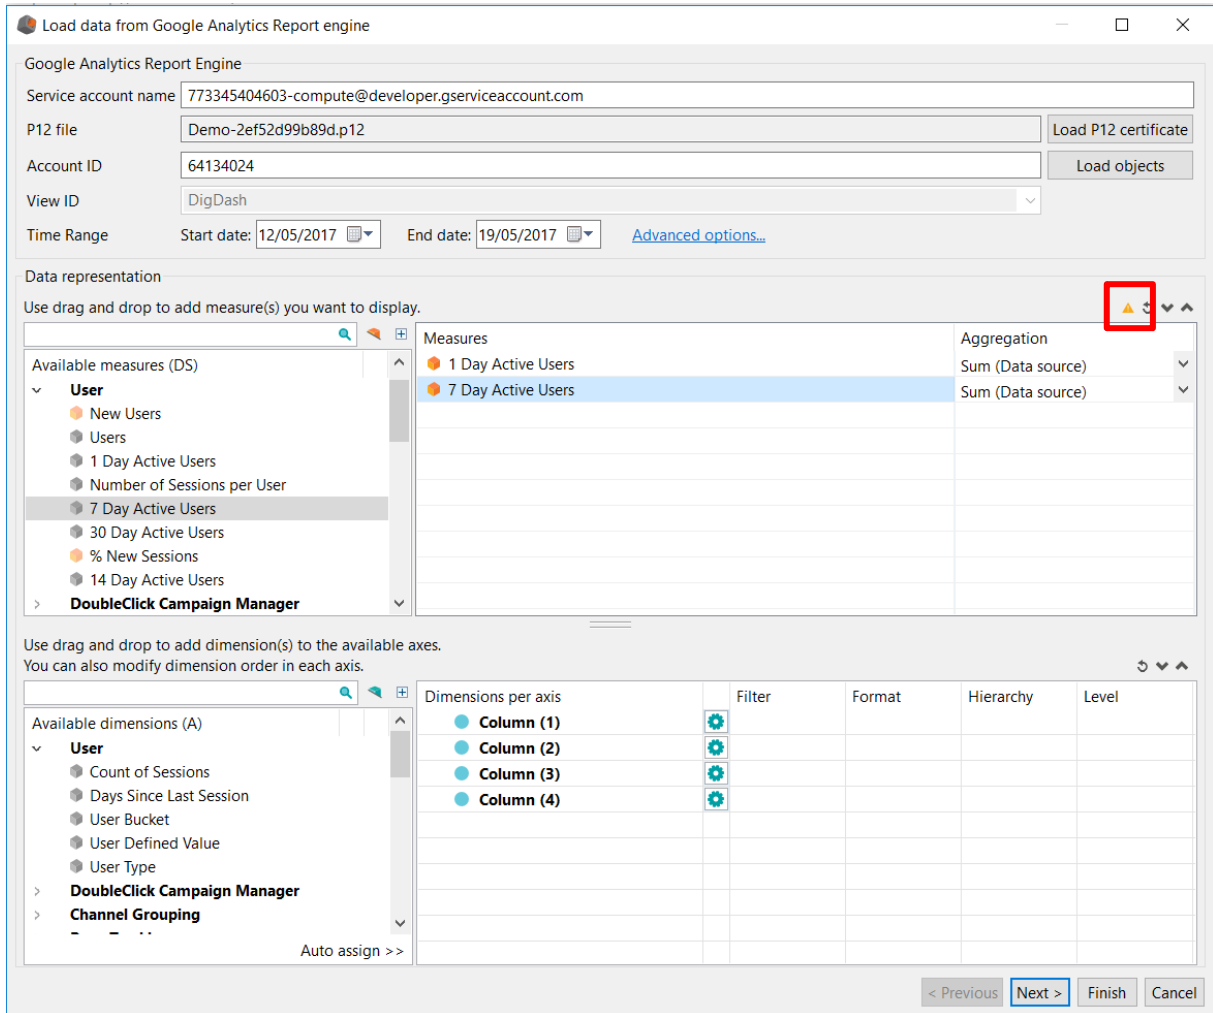 Load data from Google Analytics Report engine
Google Analytics Report Engine
Service account name 773345404603-compute@developer.gserviceaccount.com
P12 file Demo-2ef52d99b89d.p12 Load P12 certificate
Account ID 64134024 Load objects
View ID DigDash
Time Range Start date: 12/05/2017 End date: 19/05/2017 Advanced options...
Data representation
Use drag and drop to add measure(s) you want to display.
Measures Aggregation
Available measures (DS)
1 Day Active Users Sum (Data source)
7 Day Active Users Sum (Data source)
User
New Users
Users
1 Day Active Users
Number of Sessions per User
7 Day Active Users
30 Day Active Users
% New Sessions
14 Day Active Users
DoubleClick Campaign Manager
Use drag and drop to add dimension(s) to the available axes.
You can also modify dimension order in each axis.
Dimensions per axis Filter Format Hierarchy Level
Available dimensions (A)
Column (1)
Column (2)
Column (3)
Column (4)
User
Count of Sessions
Days Since Last Session
User Bucket
User Defined Value
User Type
DoubleClick Campaign Manager
Channel Grouping
Auto assign >>
< Previous Next > Finish Cancel